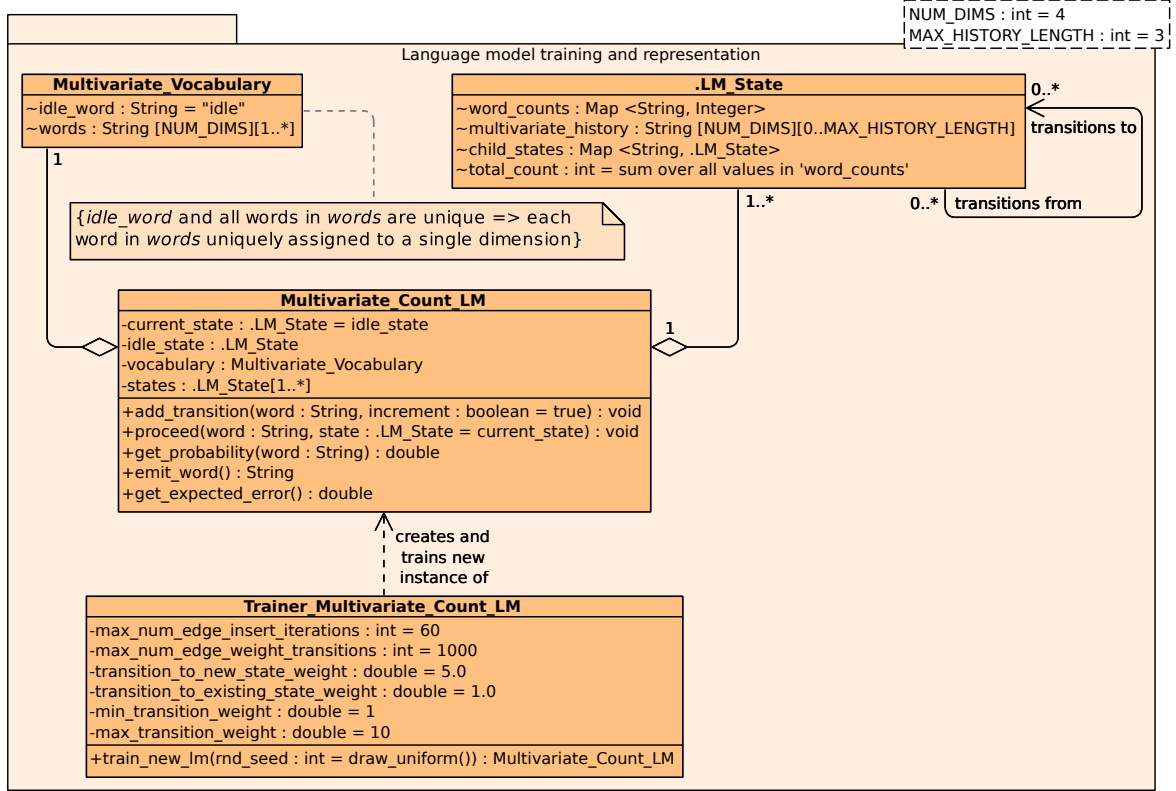 NUM_DIMS : int = 4
MAX_HISTORY_LENGTH : int = 3
Language model training and representation
Multivariate_Vocabulary
~idle_word : String = "idle"
~words : String [NUM_DIMS][1..*]
1
.LM_State
~word_counts : Map <String, Integer>
~multivariate_history : String [NUM_DIMS][0..MAX_HISTORY_LENGTH]
~child_states : Map <String, .LM_State>
~total_count : int = sum over all values in 'word_counts'
0..*
transitions to
1..*
0..*
transitions from
{idle_word and all words in words are unique => each
word in words uniquely assigned to a single dimension}
Multivariate_Count_LM
-current_state : .LM_State = idle_state
-idle_state : .LM_State
-vocabulary : Multivariate_Vocabulary
-states : .LM_State[1..*]
+add_transition(word : String, increment : boolean = true) : void
+proceed(word : String, state : .LM_State = current_state) : void
+get_probability(word : String) : double
+emit_word() : String
+get_expected_error() : double
1
creates and
trains new
instance of
Trainer_Multivariate_Count_LM
-max_num_edge_insert_iterations : int = 60
-max_num_edge_weight_transitions : int = 1000
-transition_to_new_state_weight : double = 5.0
-transition_to_existing_state_weight : double = 1.0
-min_transition_weight : double = 1
-max_transition_weight : double = 10
+train_new_lm(rnd_seed : int = draw_uniform()) : Multivariate_Count_LM